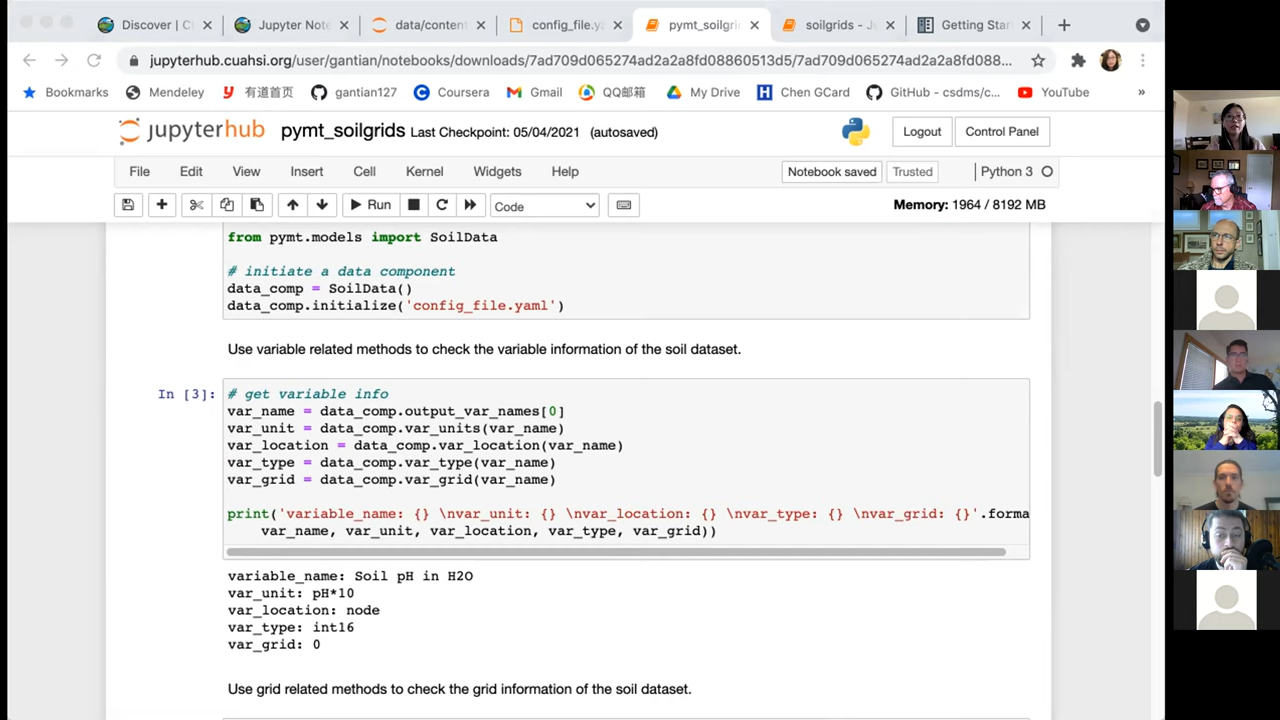 Discover | C
Jupyter Not
data/conten
config_file.ya
pymt_soilgri
soilgrids - J
Getting Star
jupyterhub.cuahsi.org/user/gantian/notebooks/downloads/7ad709d065274ad2a2a8fd08860513d5/7ad709d065274ad2a2a8fd008...
Bookmarks
Mendeley
有道首页
gantian127
Coursera
Gmail
QQ邮箱
My Drive
Chen GCard
GitHub - csdms/c...
YouTube
»
jupyterhub
pymt_soilgrids
Last Checkpoint: 05/04/2021
(autosaved)
Logout
Control Panel
File
Edit
View
Insert
Cell
Kernel
Widgets
Help
Notebook saved
Trusted
Python 3
Run
Code
Memory: 1964 / 8192 MB
from pymt.models import SoilData
# initiate a data component
data_comp = SoilData()
data_comp.initialize('config_file.yaml')
Use variable related methods to check the variable information of the soil dataset.
In [3]:
# get variable info
var_name = data_comp.output_var_names[0]
var_unit = data_comp.var_units(var_name)
var_location = data_comp.var_location(var_name)
var_type = data_comp.var_type(var_name)
var_grid = data_comp.var_grid(var_name)
print('variable_name: {} \nvar_unit: {} \nvar_location: {} \nvar_type: {} \nvar_grid: {}'.forma
var_name, var_unit, var_location, var_type, var_grid))
variable_name: Soil pH in H2O
var_unit: pH*10
var_location: node
var_type: int16
var_grid: 0
Use grid related methods to check the grid information of the soil dataset.